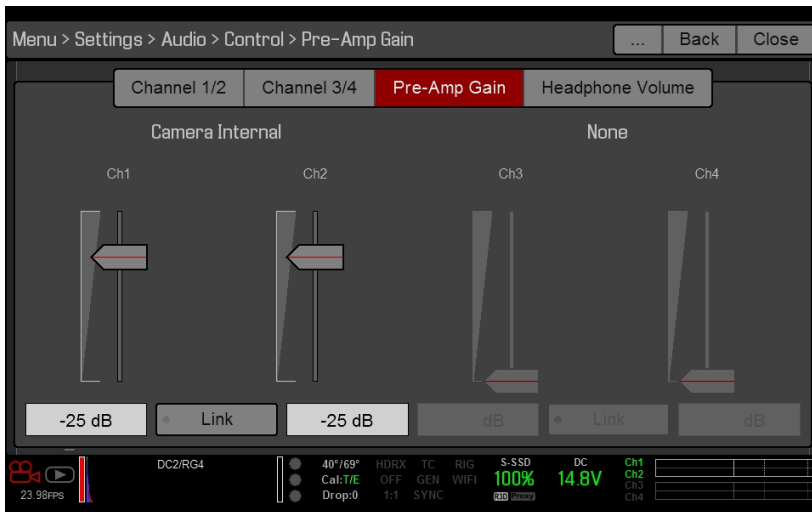 Menu > Settings > Audio > Control > Pre-Amp Gain ... Back Close
Channel 1/2 Channel 3/4 Pre-Amp Gain Headphone Volume
Camera Internal None
Ch1 Ch2 Ch3 Ch4
-25 dB Link -25 dB dB Link dB
DC2/RG4 40°/69° HDRX TC RIG S-SSD DC Ch1
Cal:T/E OFF GEN WIFI 100% 14.8V Ch2
23.98FPS Drop:0 1:1 SYNC R3D Proxy Ch3
Ch4